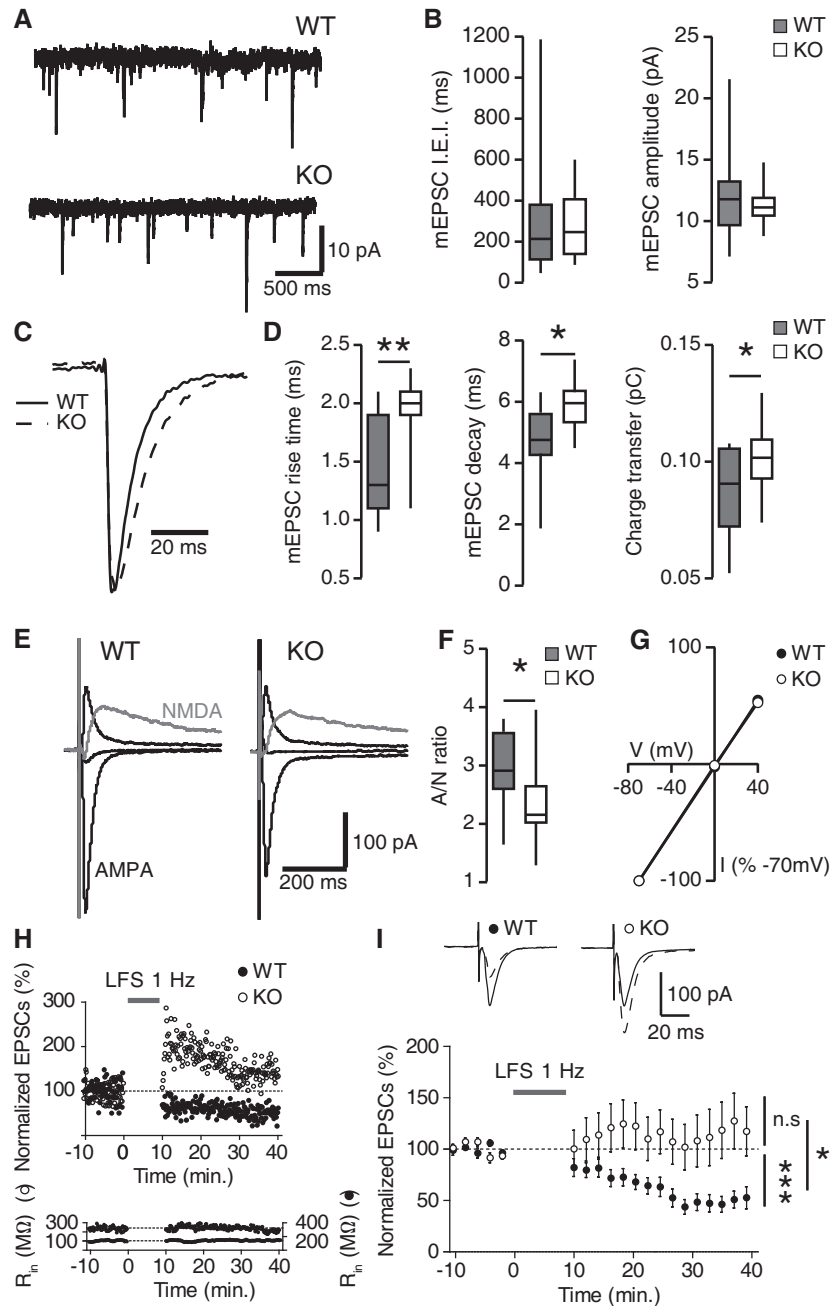 A
WT
KO
10 pA
500 ms
B
WT
KO
mEPSC I.E.I. (ms)
1200
1000
800
600
400
200
0
mEPSC amplitude (pA)
25
20
15
10
5
C
WT
KO
20 ms
D
WT
KO
mEPSC rise time (ms)
2.5
2.0
1.5
1.0
0.5
**
mEPSC decay (ms)
8
6
4
2
0
*
Charge transfer (pC)
0.15
0.10
0.05
*
E
WT
KO
NMDA
AMPA
100 pA
200 ms
F
WT
KO
A/N ratio
5
4
3
2
1
*
G
WT
KO
100
V (mV)
-80
-40
40
-100
I (% -70mV)
H
WT
KO
LFS 1 Hz
Normalized EPSCs (%)
300
200
100
-10 0 10 20 30 40
Time (min.)
Rin (MΩ) (○)
300
100
400
200
Rin (MΩ) (●)
-10 0 10 20 30 40
Time (min.)
I
WT
KO
100 pA
20 ms
LFS 1 Hz
Normalized EPSCs (%)
200
150
100
50
0
n.s
*
***
-10 0 10 20 30 40
Time (min.)